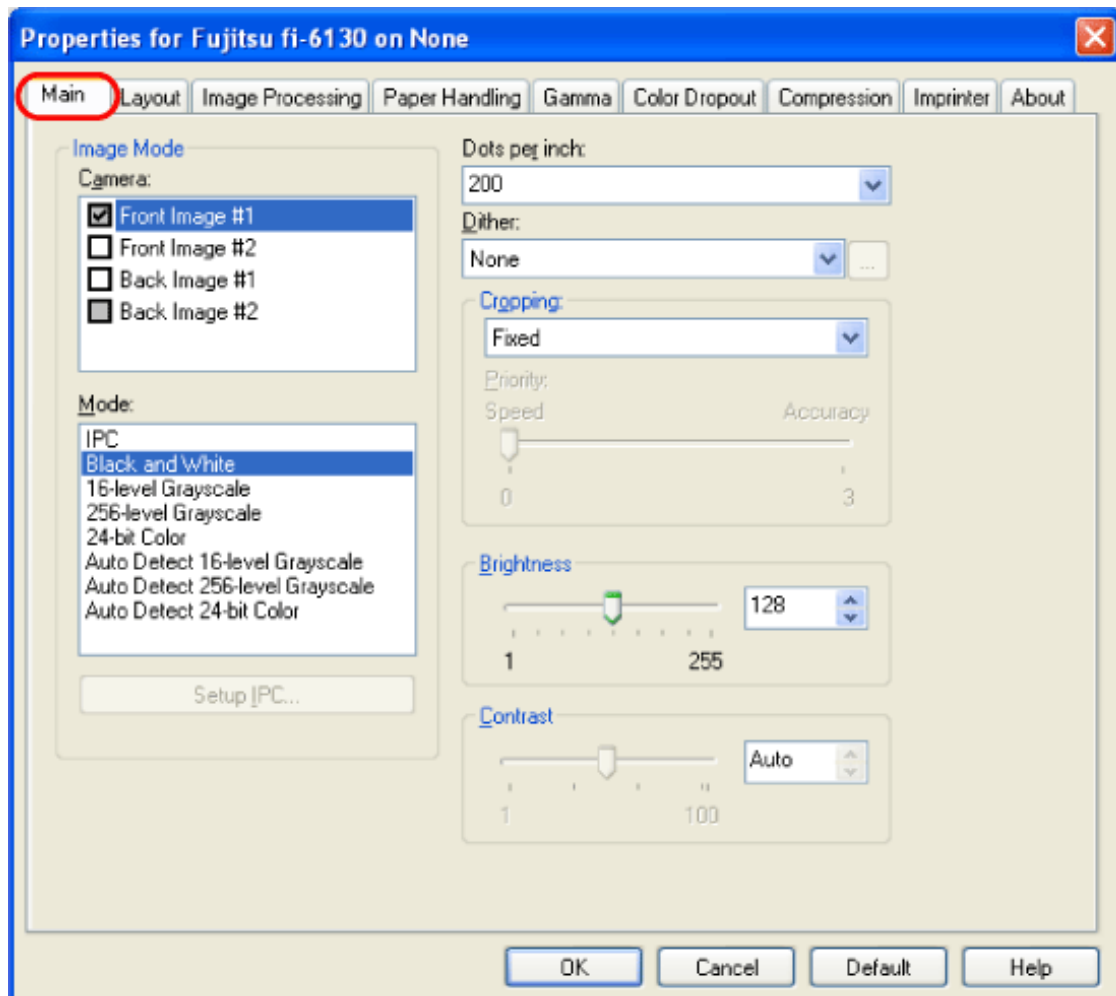 Properties for Fujitsu fi-6130 on None
Main Layout Image Processing Paper Handling Gamma Color Dropout Compression Imprinter About
Image Mode
Camera:
Front Image #1
Front Image #2
Back Image #1
Back Image #2
Mode:
IPC
Black and White
16-level Grayscale
256-level Grayscale
24-bit Color
Auto Detect 16-level Grayscale
Auto Detect 256-level Grayscale
Auto Detect 24-bit Color
Setup IPC...
Dots per inch:
200
Dither:
None
...
Cropping:
Fixed
Priority:
Speed Accuracy
0 3
Brightness
128
1 255
Contrast
Auto
1 100
OK Cancel Default Help